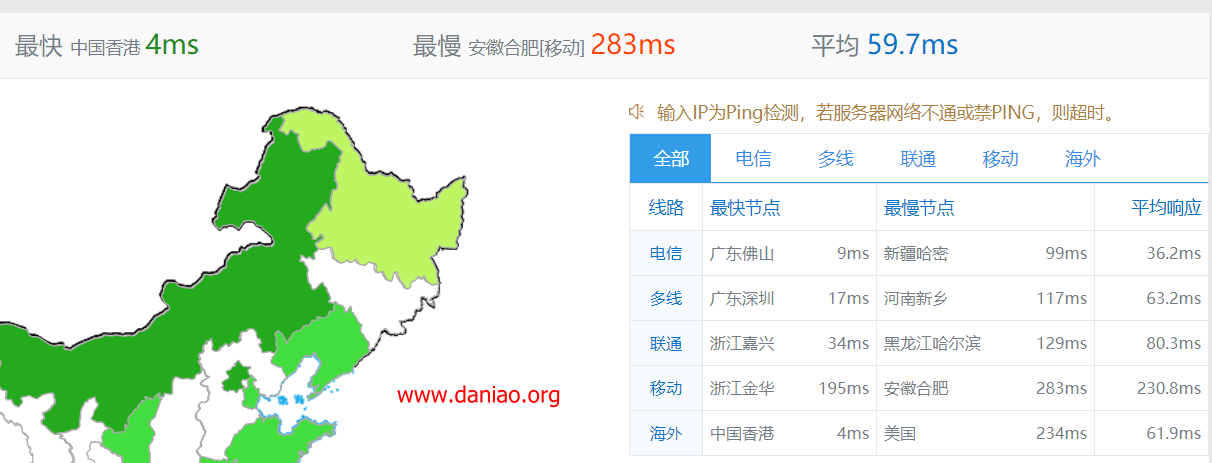 最快 中国香港 4ms 最慢 安徽合肥[移动] 283ms 平均 59.7ms
输入IP为Ping检测，若服务器网络不通或禁PING，则超时。
全部 电信 多线 联通 移动 海外
线路 最快节点 最慢节点 平均响应
电信 广东佛山 9ms 新疆哈密 99ms 36.2ms
多线 广东深圳 17ms 河南新乡 117ms 63.2ms
联通 浙江嘉兴 34ms 黑龙江哈尔滨 129ms 80.3ms
移动 浙江金华 195ms 安徽合肥 283ms 230.8ms
海外 中国香港 4ms 美国 234ms 61.9ms
www.daniao.org